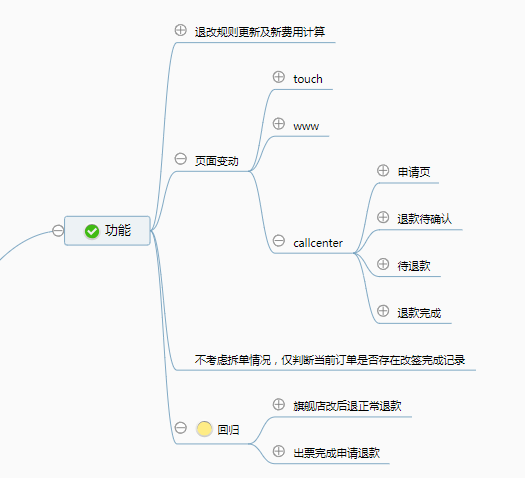 退改规则更新及新费用计算
touch
www
页面变动
申请页
退款待确认
callcenter
待退款
退款完成
功能
不考虑拆单情况，仅判断当前订单是否存在改签完成记录
旗舰店改后退正常退款
回归
出票完成申请退款